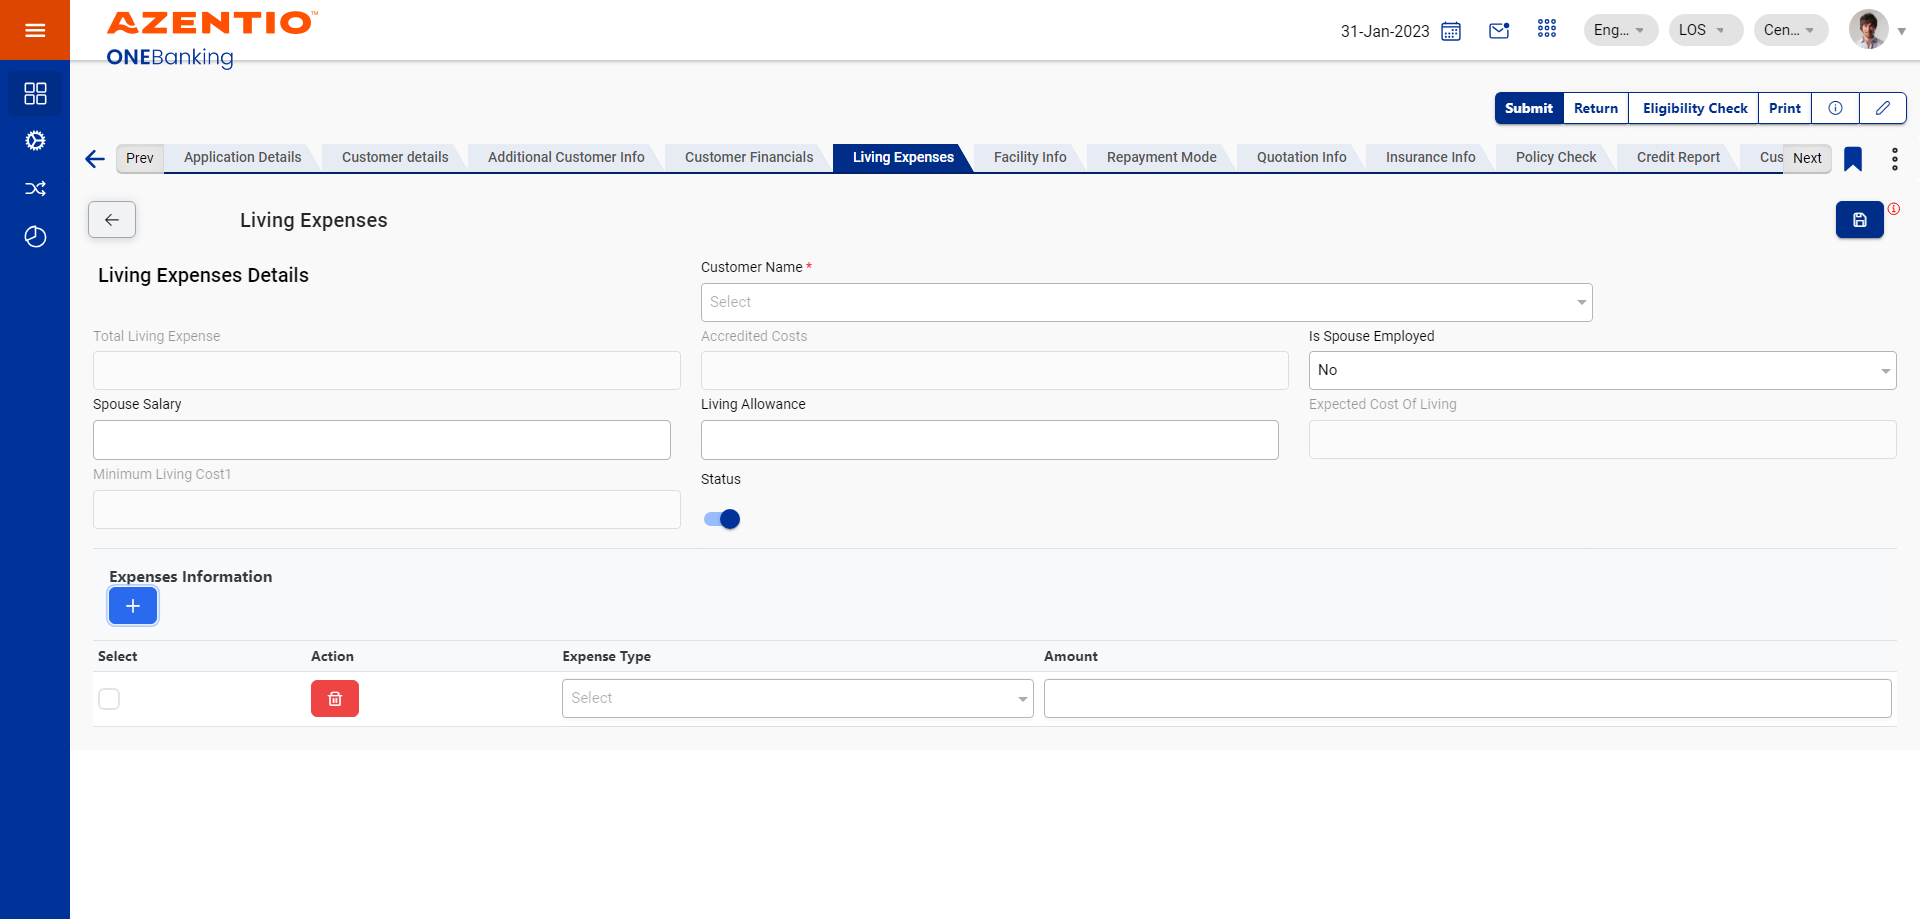 AZENTIO™
ONEBanking
31-Jan-2023
Eng...
LOS
Cen...
Submit
Return
Eligibility Check
Print
Prev
Application Details
Customer details
Additional Customer Info
Customer Financials
Living Expenses
Facility Info
Repayment Mode
Quotation Info
Insurance Info
Policy Check
Credit Report
Cus
Next
Living Expenses
Living Expenses Details
Customer Name *
Select
Total Living Expense
Accredited Costs
Is Spouse Employed
No
Spouse Salary
Living Allowance
Expected Cost Of Living
Minimum Living Cost1
Status
Expenses Information
+
Select
Action
Expense Type
Amount
Select